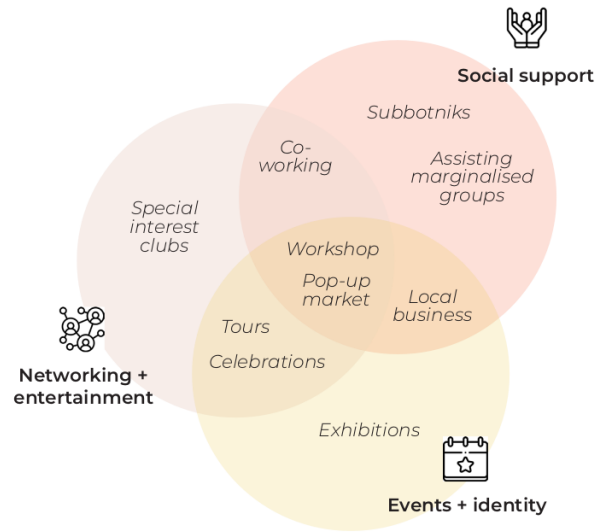 Social support
Subbotniks
Co-
working
Assisting
marginalised
groups
Special
interest
clubs
Workshop
Pop-up
market
Local
business
Tours
Celebrations
Networking +
entertainment
Exhibitions
Events + identity